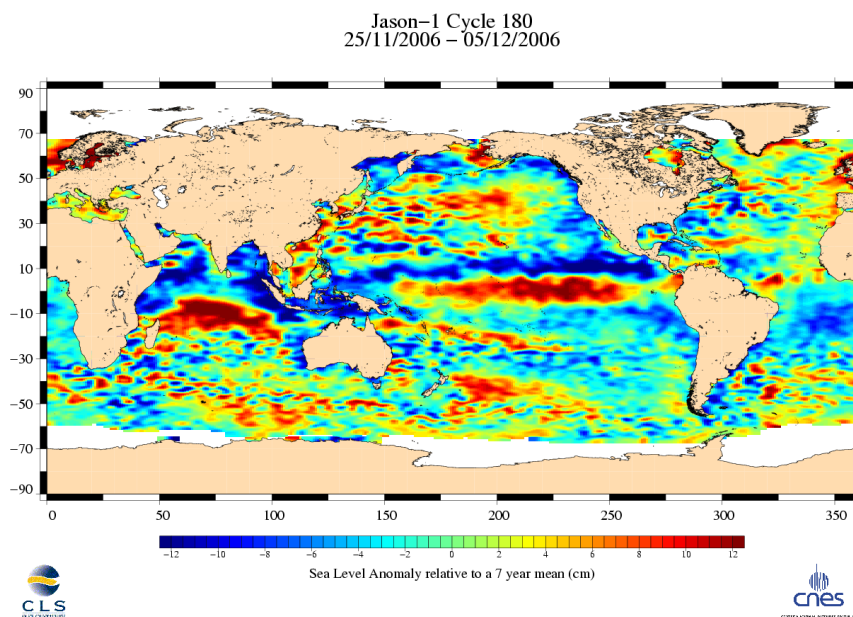 Jason−1 Cycle 180
25/11/2006 − 05/12/2006
90
70
50
30
10
−10
−30
−50
−70
−90
0 50 100 150 200 250 300 350
−12 −10 −8 −6 −4 −2 0 2 4 6 8 10 12
Sea Level Anomaly relative to a 7 year mean (cm)
CLS
cnes